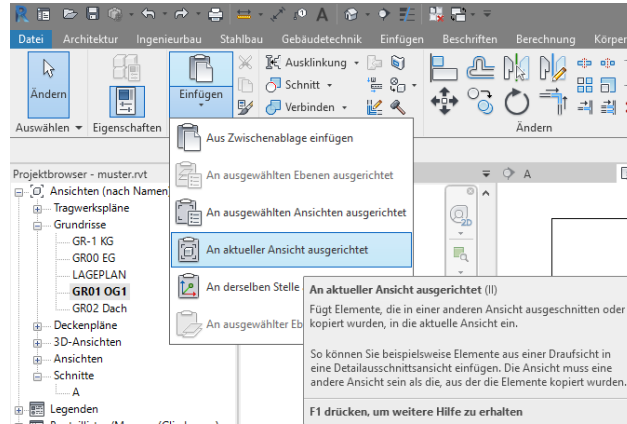 Datei Architektur Ingenieurbau Stahlbau Gebäudetechnik Einfügen Beschriften Berechnung Körper
Ändern
Einfügen
Ausklinkung
Schnitt
Verbinden
Auswählen Eigenschaften
Ändern
Aus Zwischenablage einfügen
An ausgewählten Ebenen ausgerichtet
An ausgewählten Ansichten ausgerichtet
An aktueller Ansicht ausgerichtet
An derselben Stelle
An ausgewählter Eb
Projektbrowser - muster.rvt
Ansichten (nach Namen
Tragwerkspläne
Grundrisse
GR-1 KG
GR00 EG
LAGEPLAN
GR01 OG1
GR02 Dach
Deckenpläne
3D-Ansichten
Ansichten
Schnitte
A
Legenden
A
2D
An aktueller Ansicht ausgerichtet (II)
Fügt Elemente, die in einer anderen Ansicht ausgeschnitten oder
kopiert wurden, in die aktuelle Ansicht ein.
So können Sie beispielsweise Elemente aus einer Draufsicht in
eine Detailausschnittsansicht einfügen. Die Ansicht muss eine
andere Ansicht sein als die, aus der die Elemente kopiert wurden.
F1 drücken, um weitere Hilfe zu erhalten